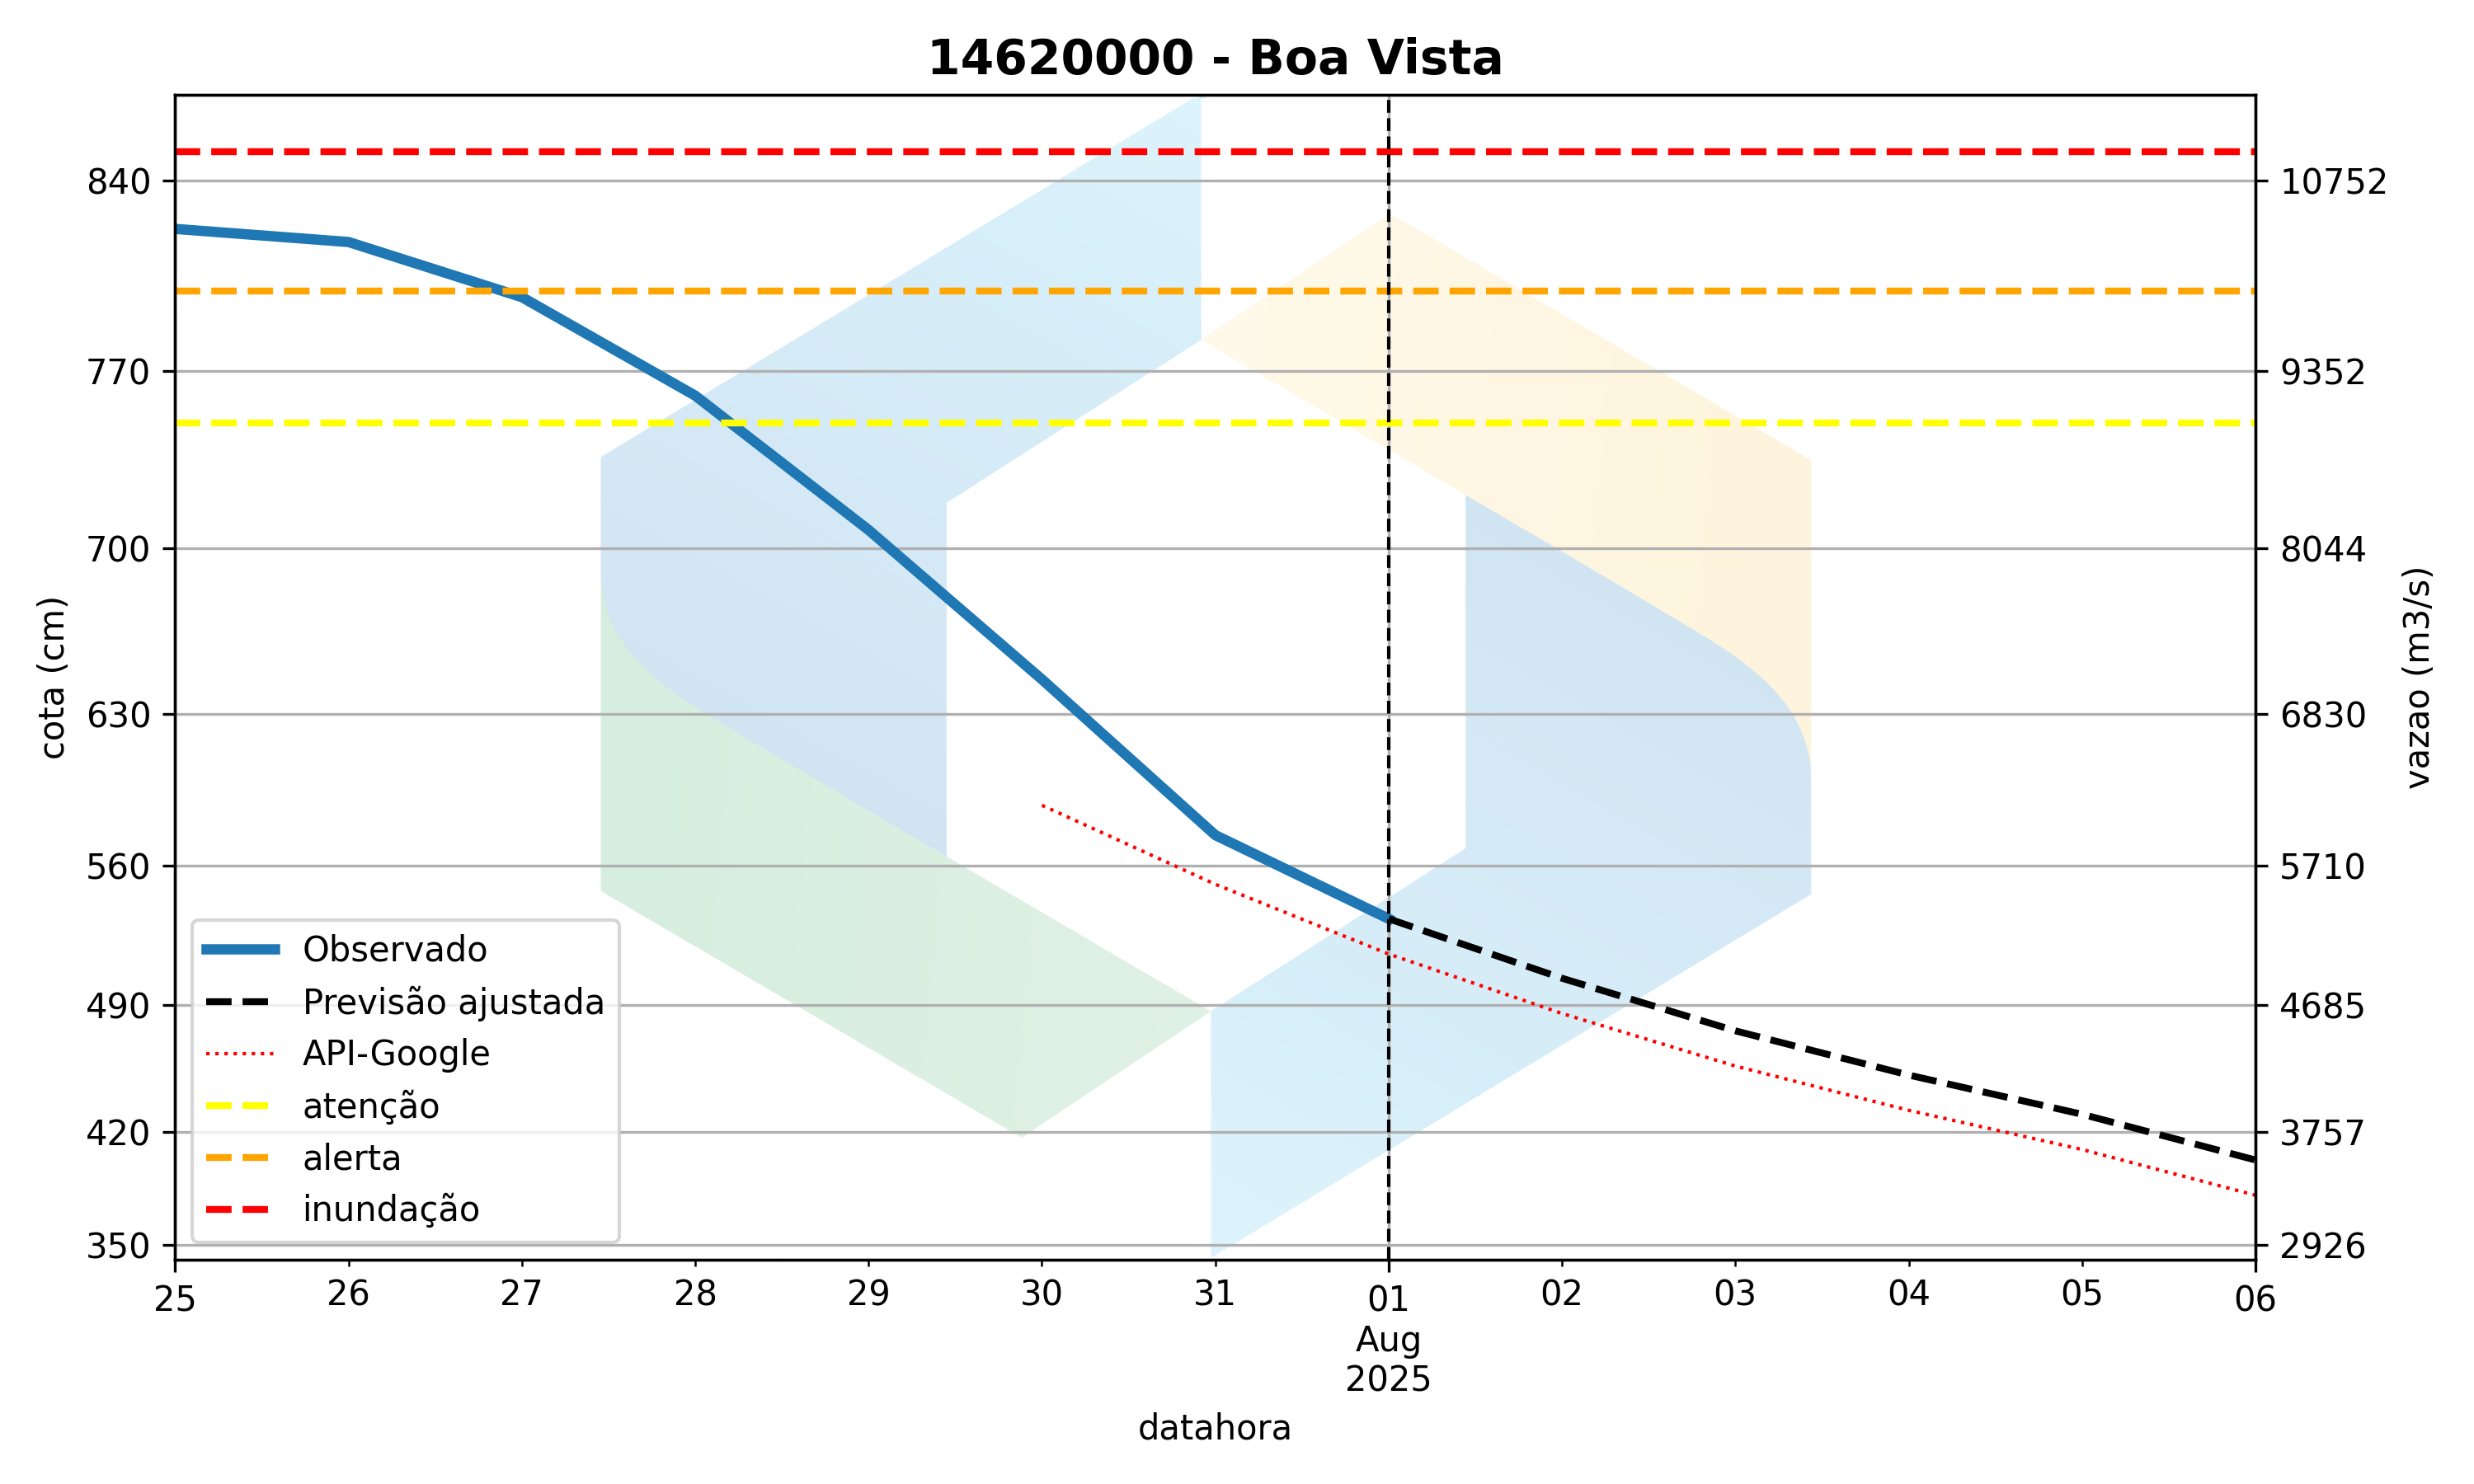 14620000 - Boa Vista
cota (cm)
840
770
700
630
560
490
420
350
10752
9352
8044
6830
5710
4685
3757
2926
vazao (m3/s)
Observado
Previsão ajustada
API-Google
atenção
alerta
inundação
25 26 27 28 29 30 31 01 02 03 04 05 06
Aug
2025
datahora